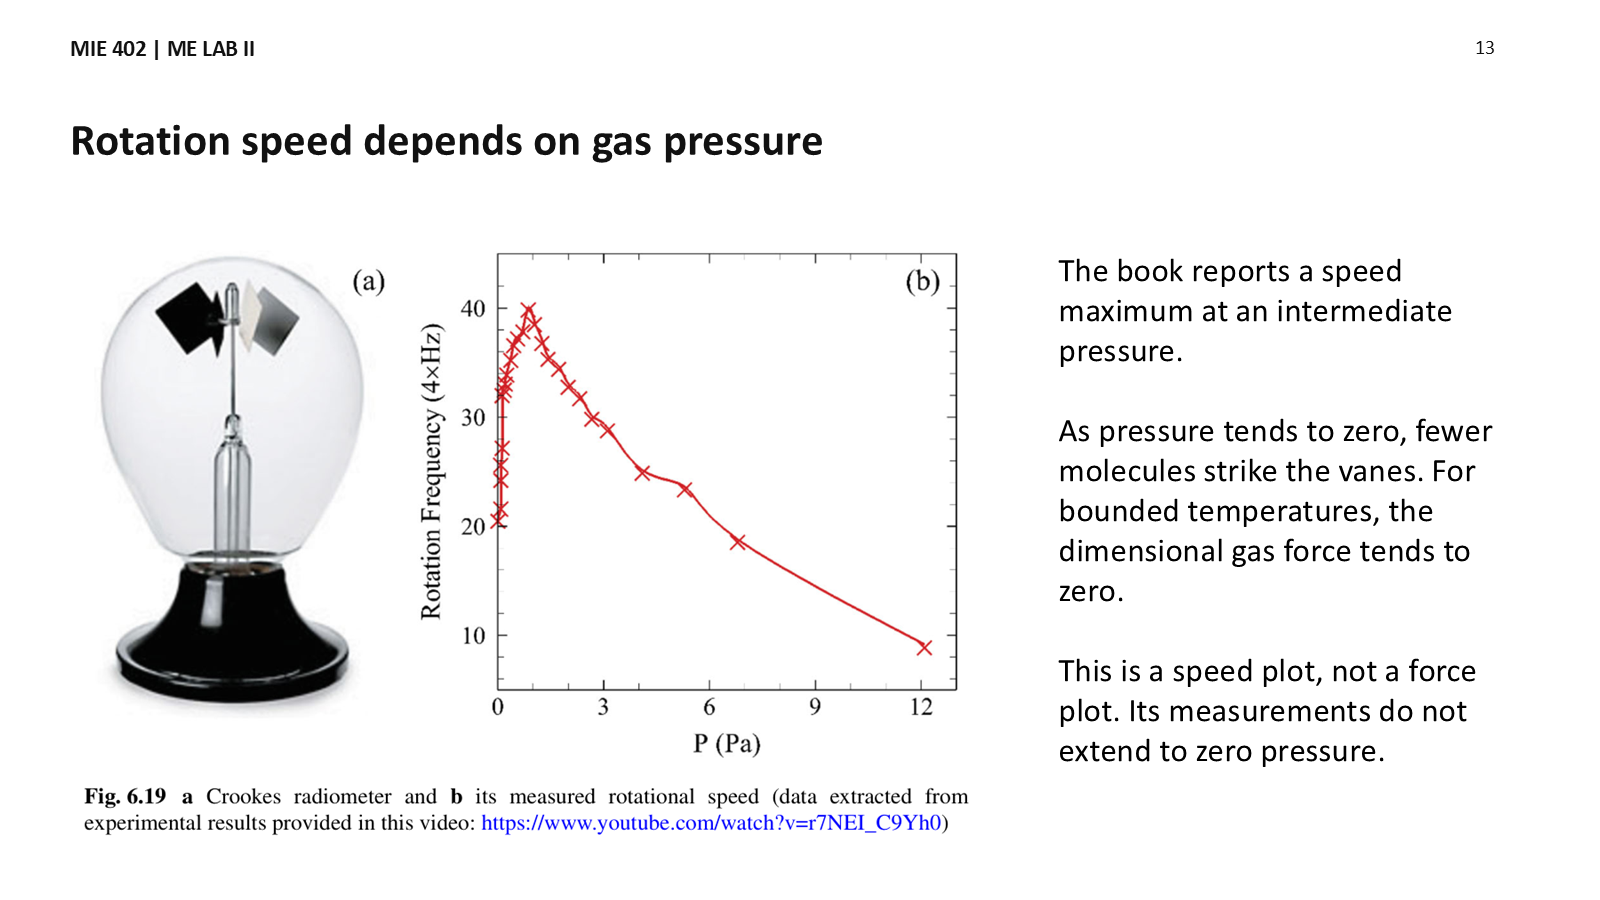 MIE 402 | ME LAB II
13
Rotation speed depends on gas pressure
(a)
(b)
Rotation Frequency (4×Hz)
40
30
20
10
0
3
6
9
12
P (Pa)
Fig. 6.19 a Crookes radiometer and b its measured rotational speed (data extracted from
experimental results provided in this video: https://www.youtube.com/watch?v=r7NEI_C9Yh0)
The book reports a speed
maximum at an intermediate
pressure.
As pressure tends to zero, fewer
molecules strike the vanes. For
bounded temperatures, the
dimensional gas force tends to
zero.
This is a speed plot, not a force
plot. Its measurements do not
extend to zero pressure.